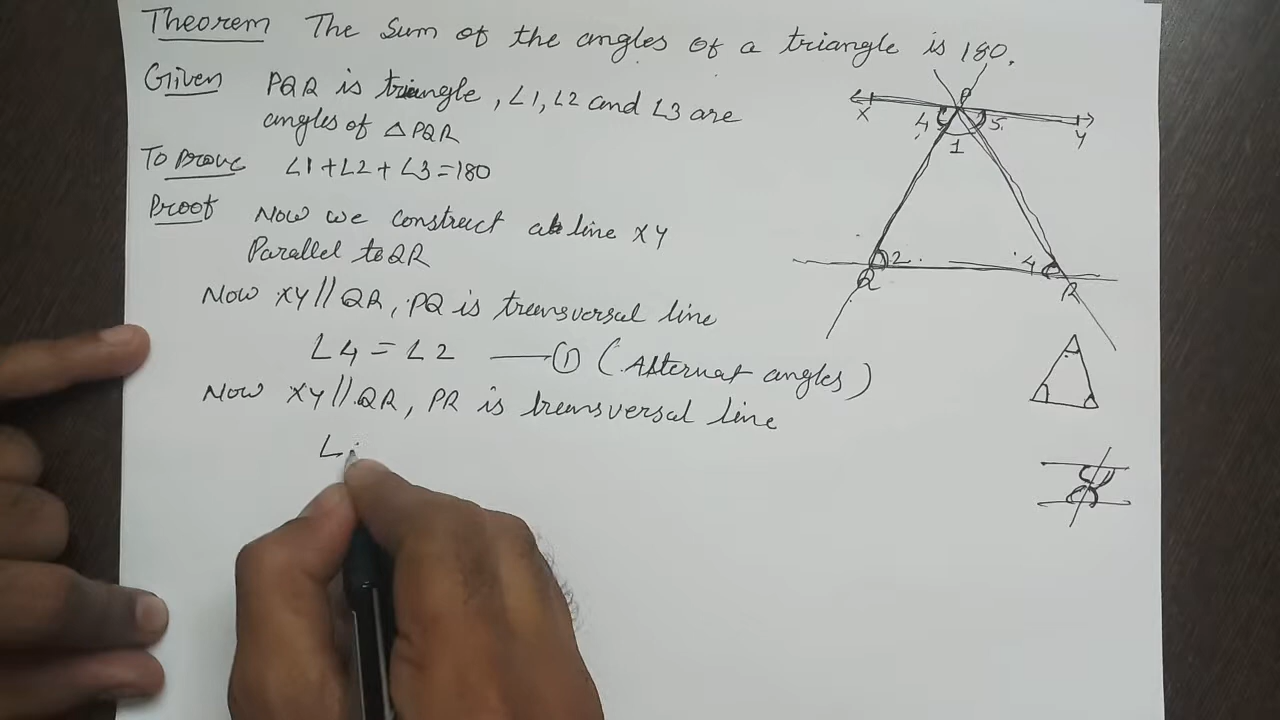 Theorem The sum of the angles of a triangle is 180.
Given PQR is triangle, ∠1, ∠2 and ∠3 are
angles of △PQR
To prove ∠1+∠2+∠3=180
Proof Now we construct a line XY
Parallel to QR
Now XY//QR, PQ is transversal line
∠4 = ∠2 —① (Alternat angles)
Now XY//QR, PR is transversal line
∠
P
X
Y
4
5
1
2
4
Q
R